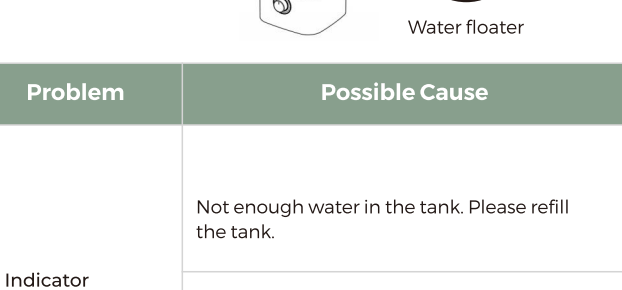 Water floater
Problem
Possible Cause
Not enough water in the tank. Please refill
the tank.
Indicator